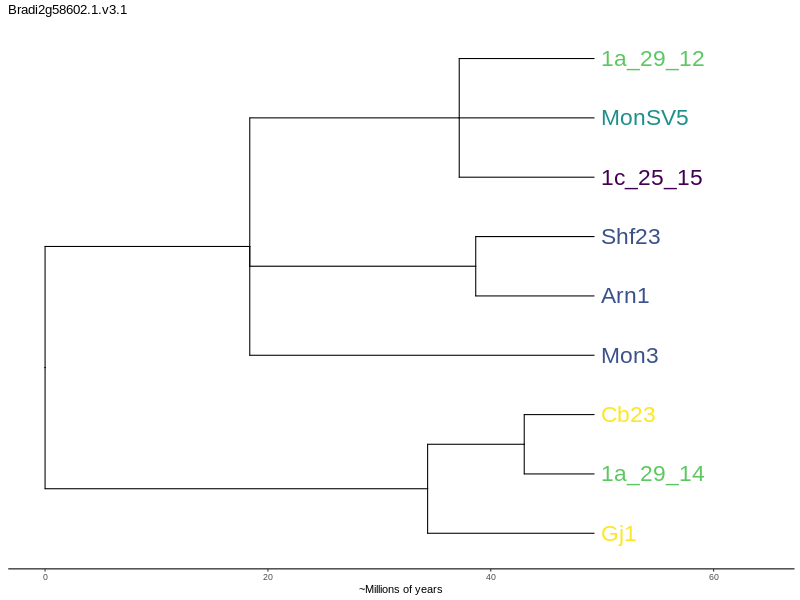 Bradi2g58602.1.v3.1
1a_29_12
MonSV5
1c_25_15
Shf23
Arn1
Mon3
Cb23
1a_29_14
Gj1
0 20 40 60
~Millions of years